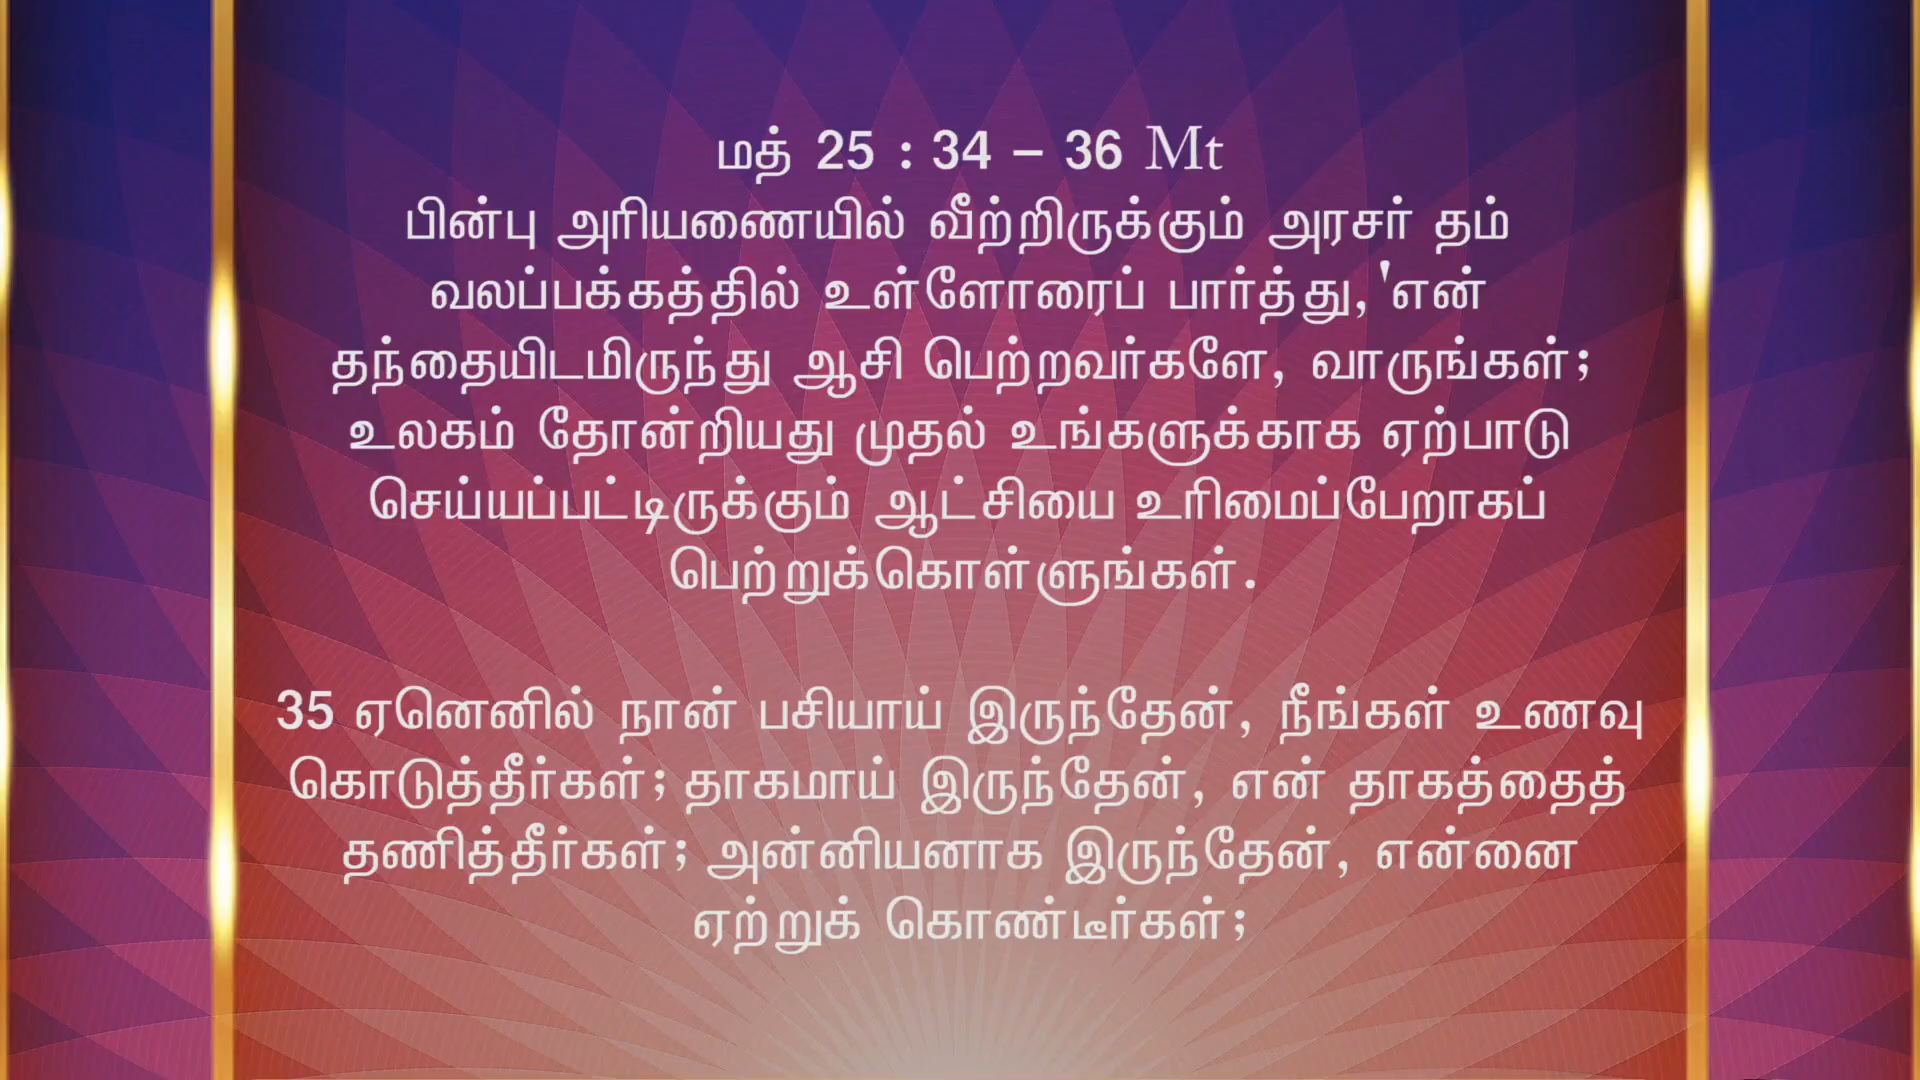 மத் 25 : 34 – 36 Mt
பின்பு அரியணையில் வீற்றிருக்கும் அரசர் தம்
வலப்பக்கத்தில் உள்ளோரைப் பார்த்து, 'என்
தந்தையிடமிருந்து ஆசி பெற்றவர்களே, வாருங்கள்;
உலகம் தோன்றியது முதல் உங்களுக்காக ஏற்பாடு
செய்யப்பட்டிருக்கும் ஆட்சியை உரிமைப்பேறாகப்
பெற்றுக்கொள்ளுங்கள்.
35 ஏனெனில் நான் பசியாய் இருந்தேன், நீங்கள் உணவு
கொடுத்தீர்கள்; தாகமாய் இருந்தேன், என் தாகத்தைத்
தணித்தீர்கள்; அன்னியனாக இருந்தேன், என்னை
ஏற்றுக் கொண்டீர்கள்;